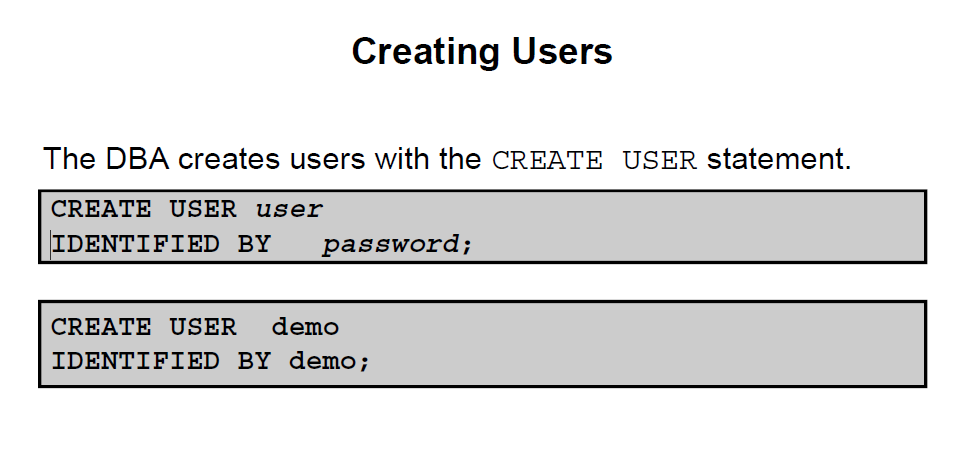 Creating Users
The DBA creates users with the CREATE USER statement.
CREATE USER user
IDENTIFIED BY password;
CREATE USER demo
IDENTIFIED BY demo;